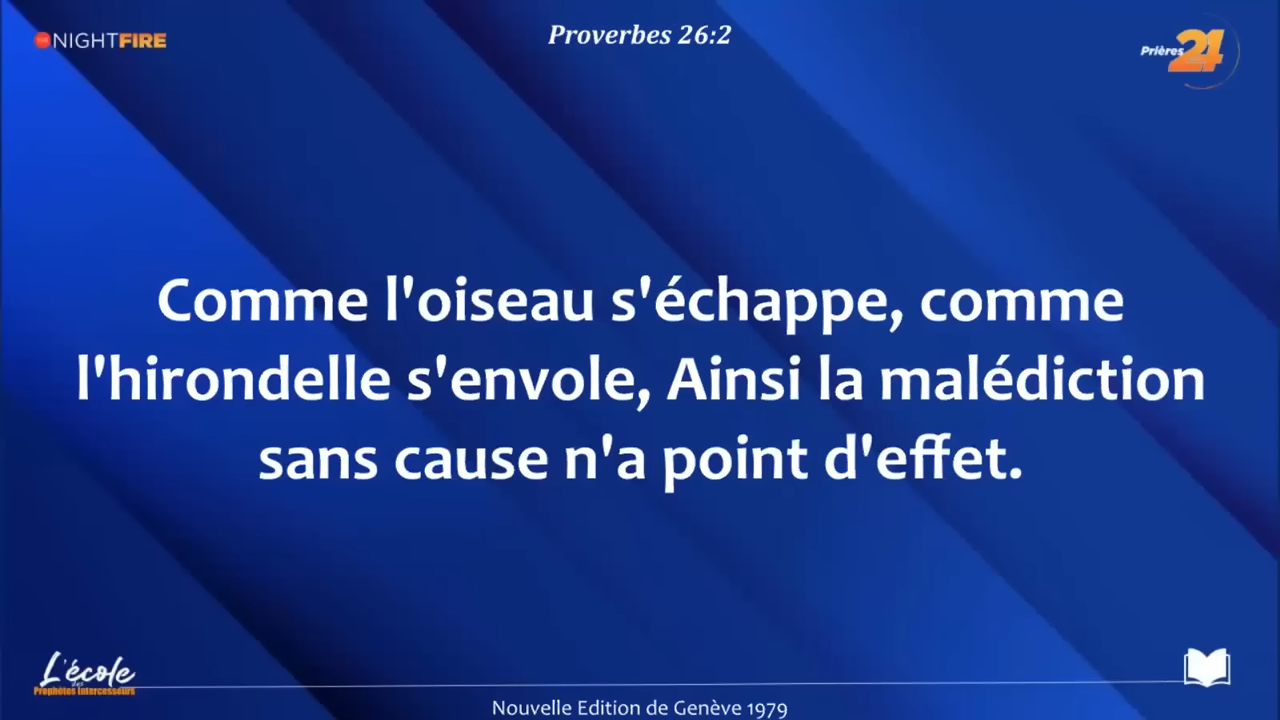 NIGHTFIRE
Proverbes 26:2
Prières 24
Comme l'oiseau s'échappe, comme
l'hirondelle s'envole, Ainsi la malédiction
sans cause n'a point d'effet.
L'école
des
Prophètes Intercesseurs
Nouvelle Edition de Genève 1979